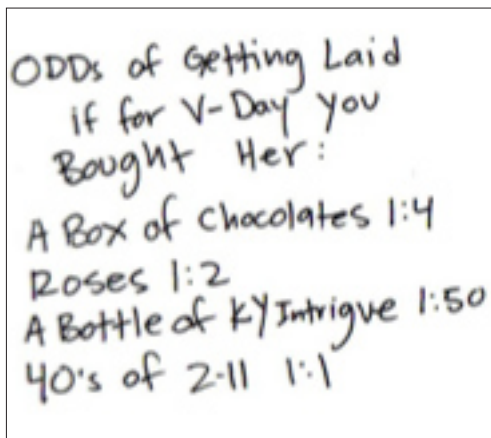 ODDs of Getting Laid
if for V-Day you
Bought Her:
A Box of Chocolates 1:4
Roses 1:2
A Bottle of KY Intrigue 1:50
40's of 2-11 1:1